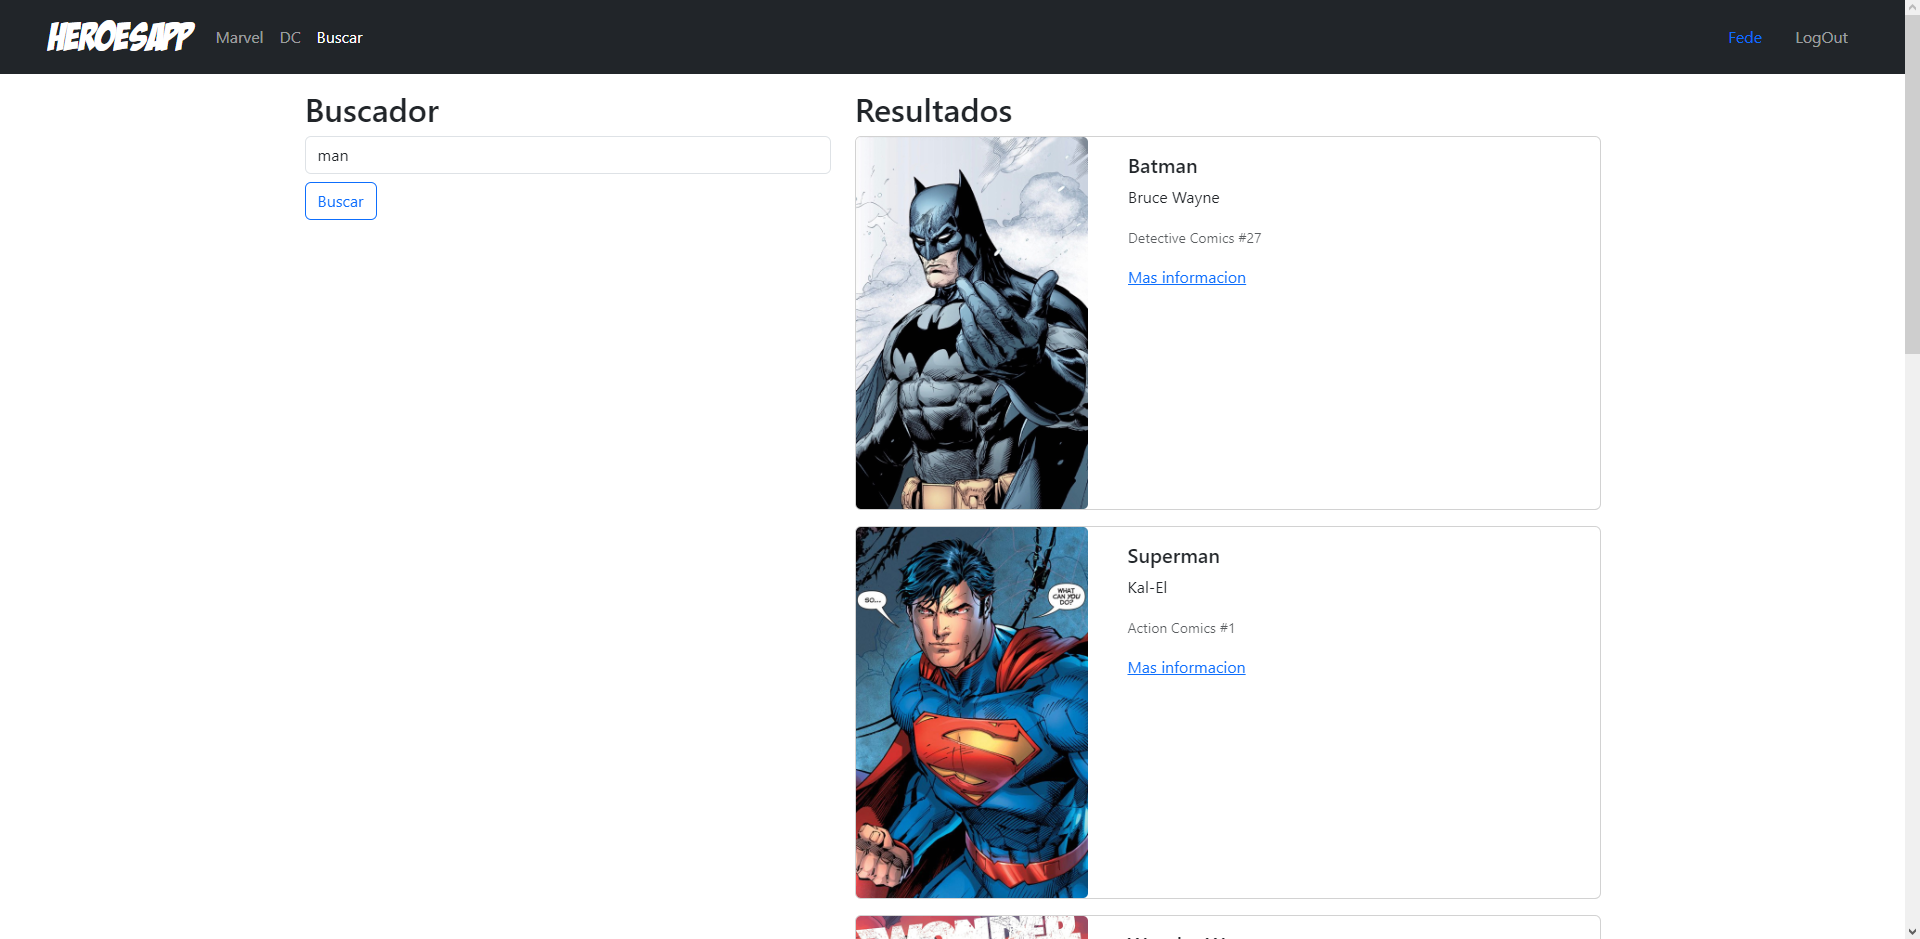 HEROESAPP Marvel DC Buscar Fede LogOut
Buscador
man
Buscar
Resultados
Batman
Bruce Wayne
Detective Comics #27
Mas informacion
SO...
WHAT
CAN YOU
DO?
Superman
Kal-El
Action Comics #1
Mas informacion
WONDER